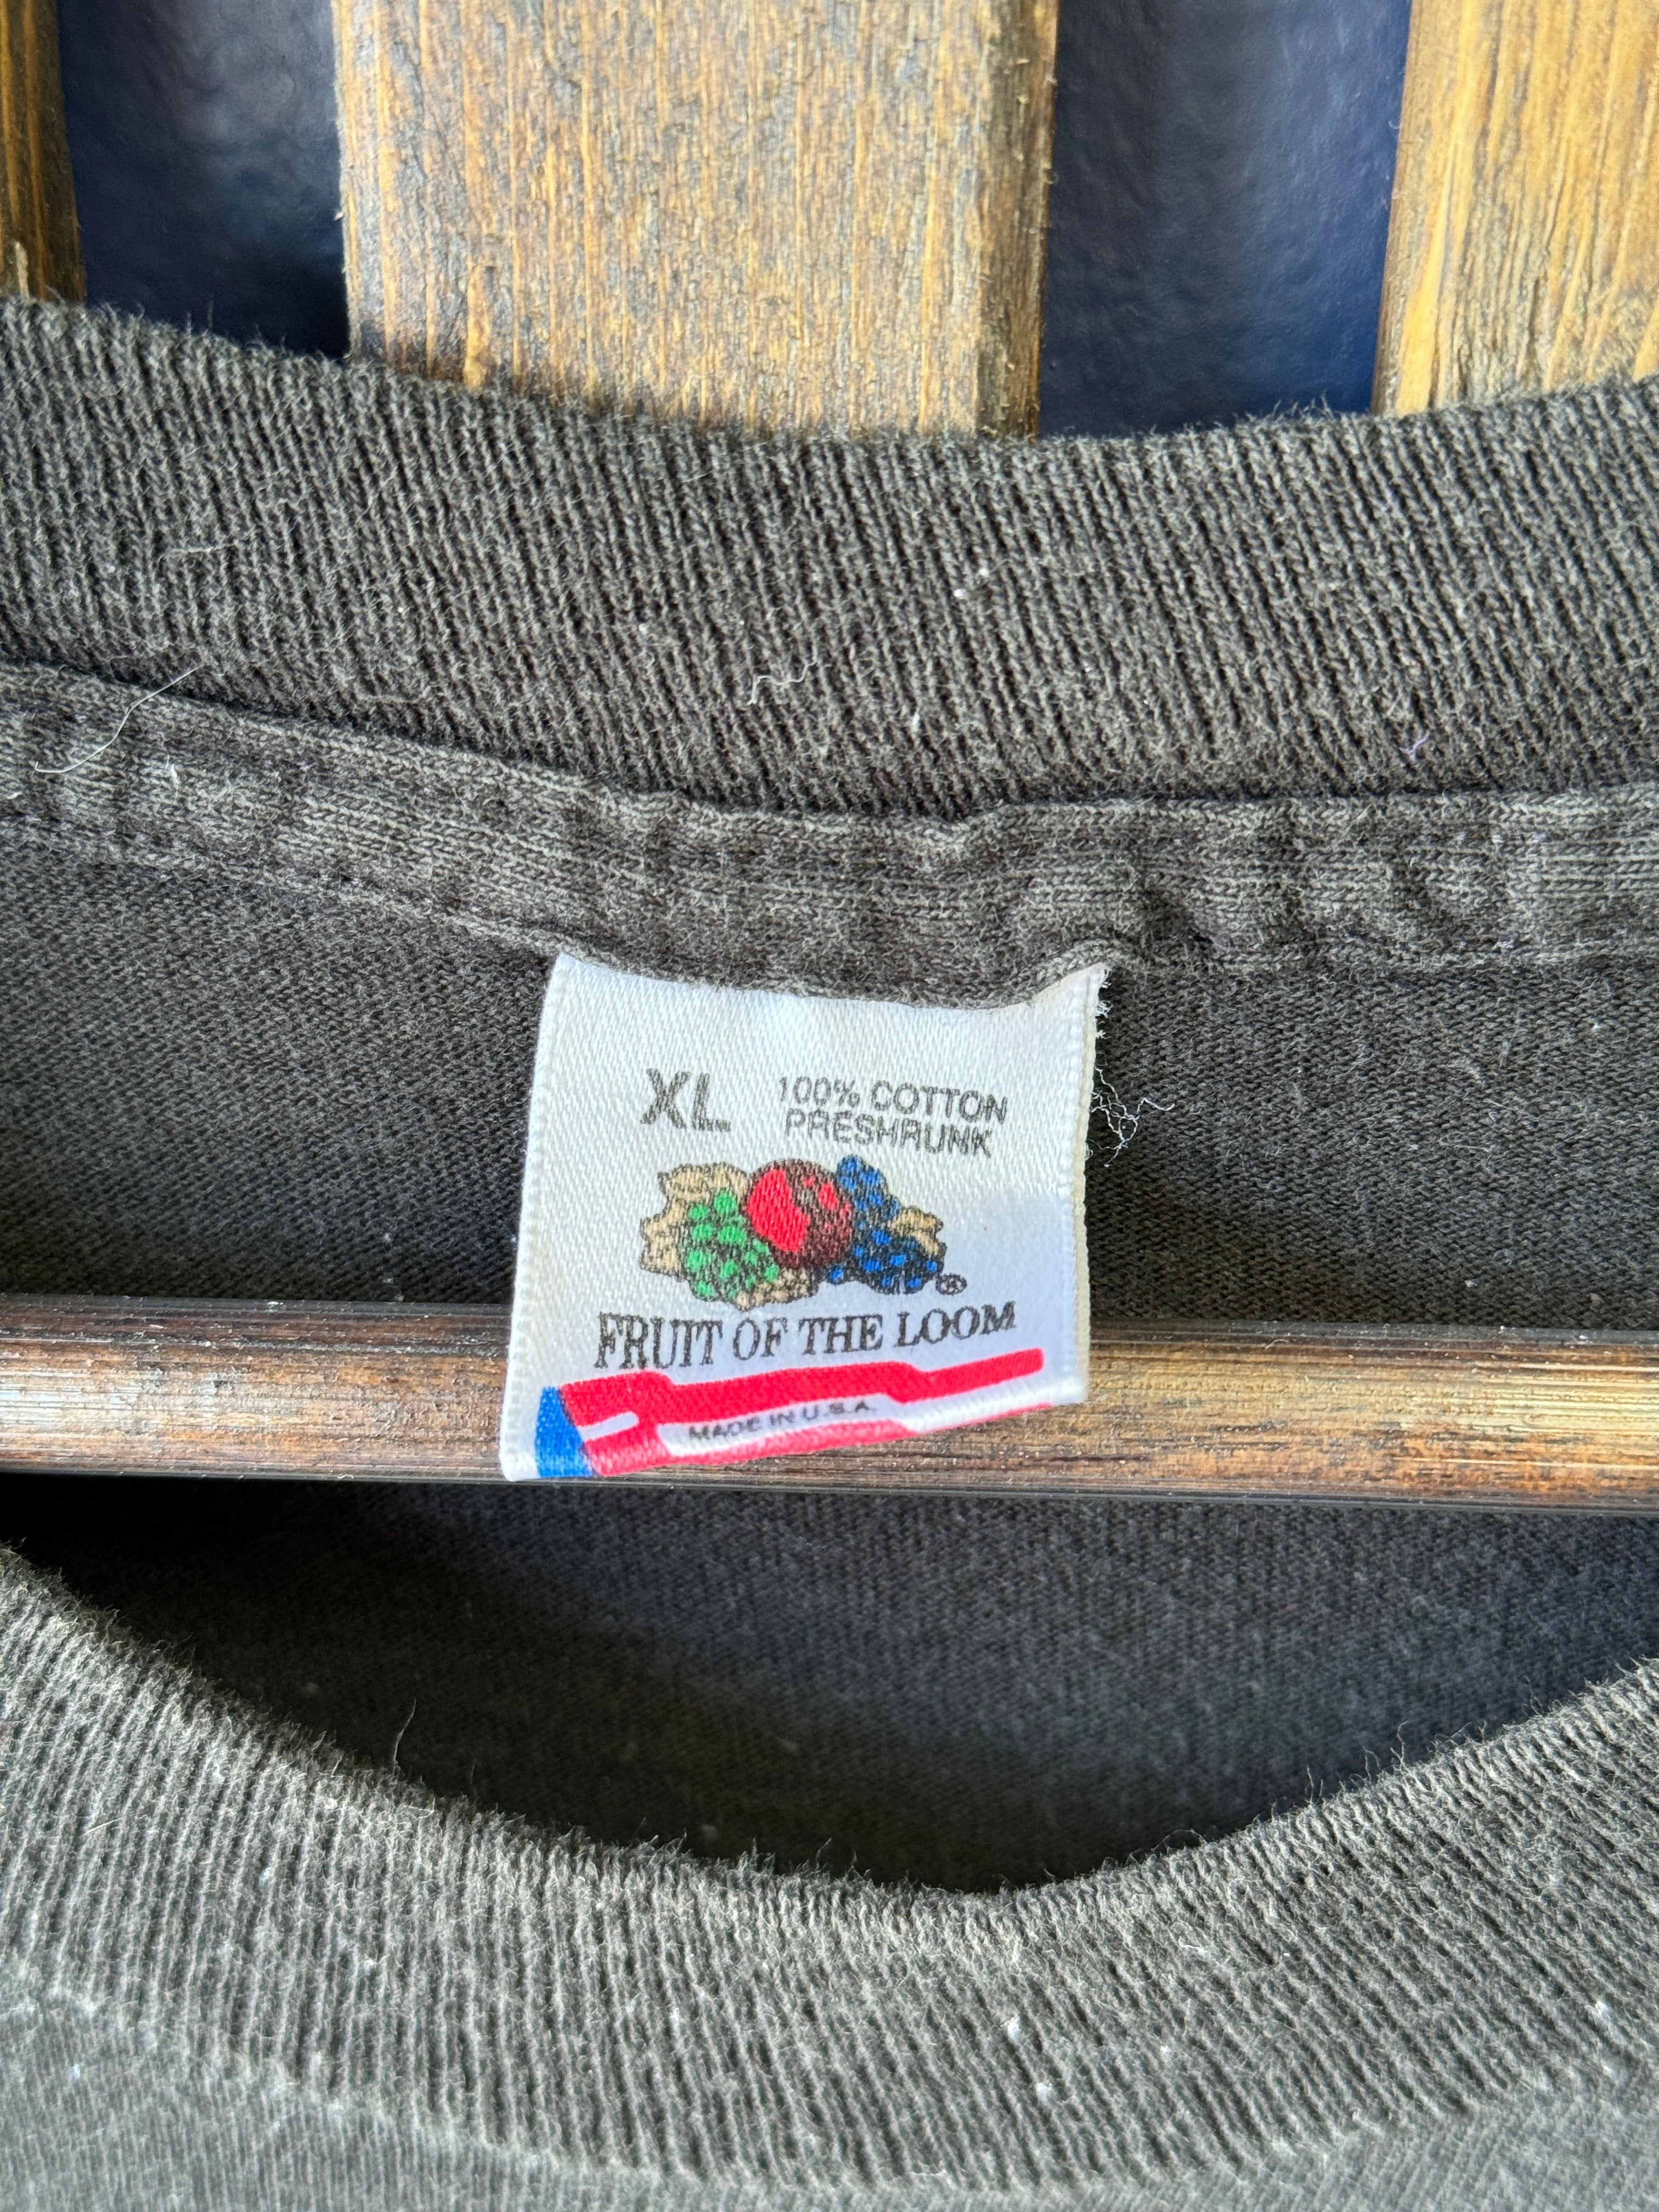 XL 100% COTTON
PRESHRUNK
®
FRUIT OF THE LOOM
MADE IN U.S.A.